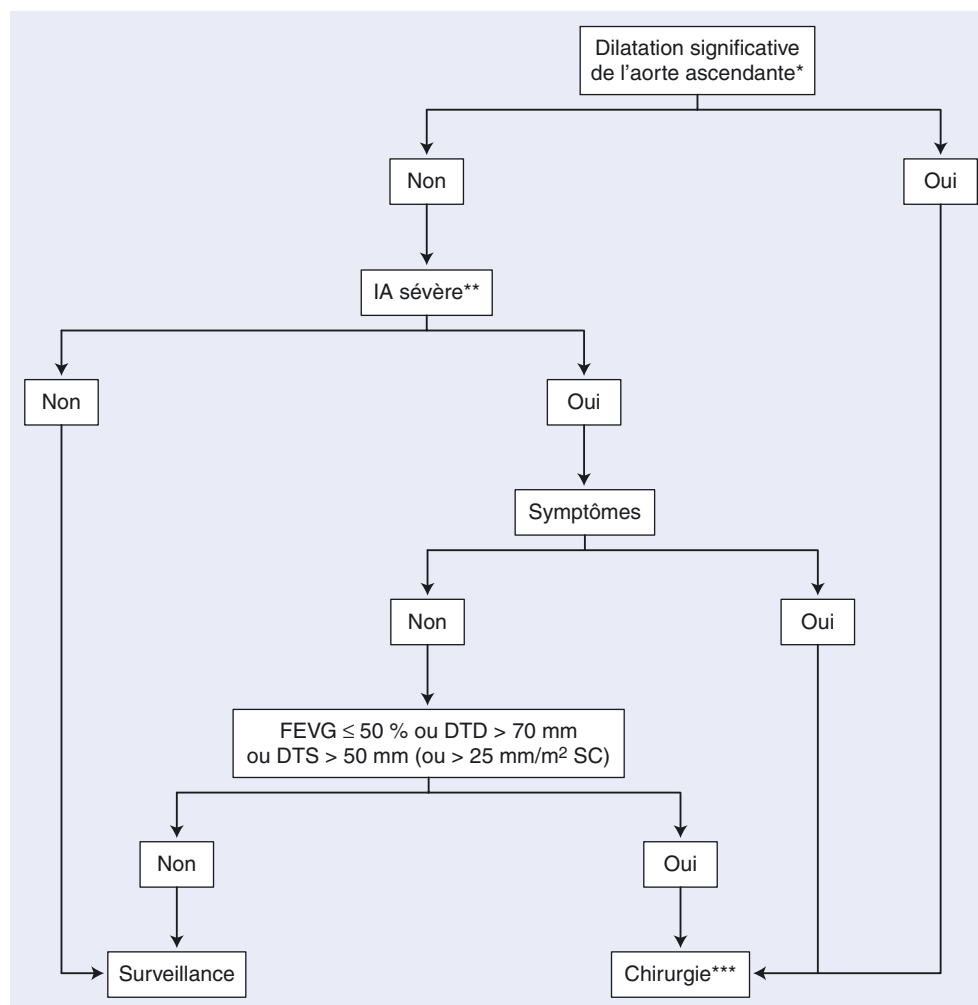 Dilatation significative
de l'aorte ascendante*
Non
Oui
IA sévère**
Non
Oui
Symptômes
Non
Oui
FEVG ≤ 50 % ou DTD > 70 mm
ou DTS > 50 mm (ou > 25 mm/m² SC)
Non
Oui
Surveillance
Chirurgie***